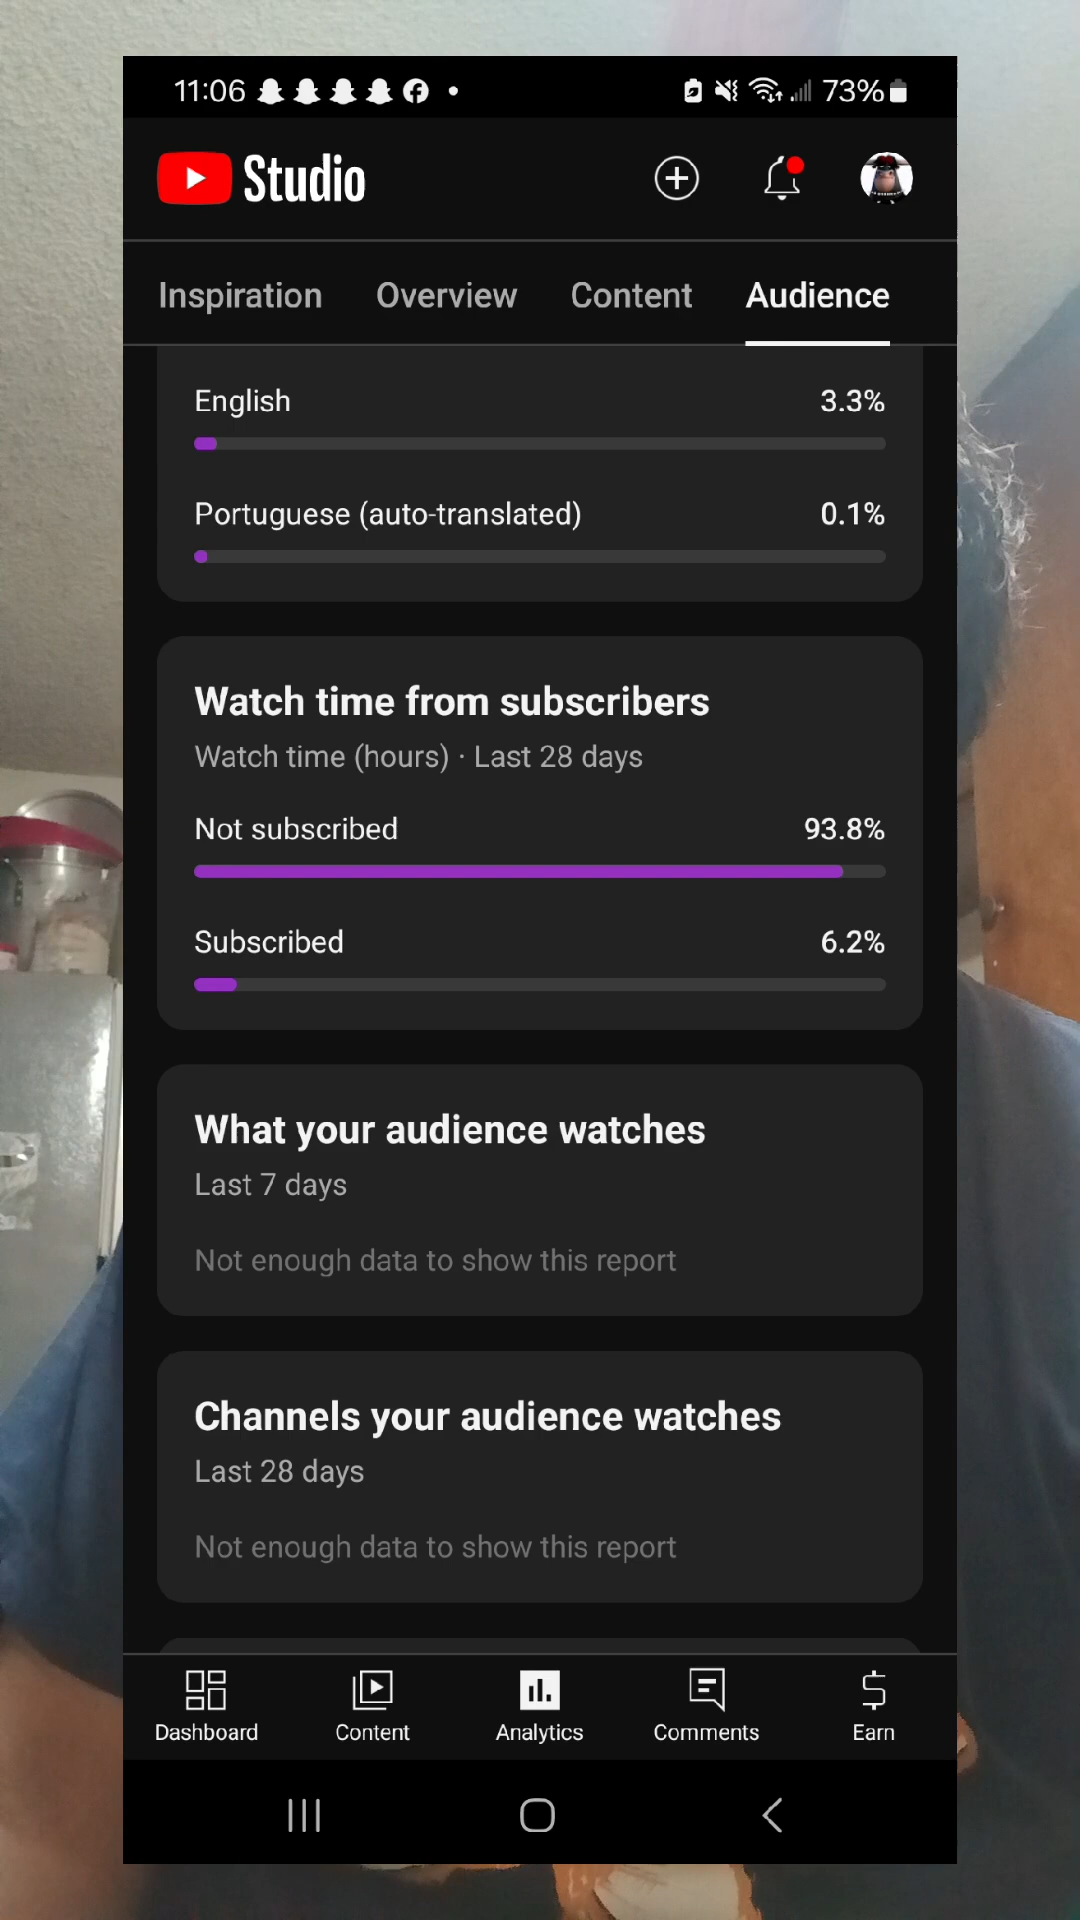 11:06 73%
Studio
Inspiration Overview Content Audience
English 3.3%
Portuguese (auto-translated) 0.1%
Watch time from subscribers
Watch time (hours) · Last 28 days
Not subscribed 93.8%
Subscribed 6.2%
What your audience watches
Last 7 days
Not enough data to show this report
Channels your audience watches
Last 28 days
Not enough data to show this report
Dashboard Content Analytics Comments Earn